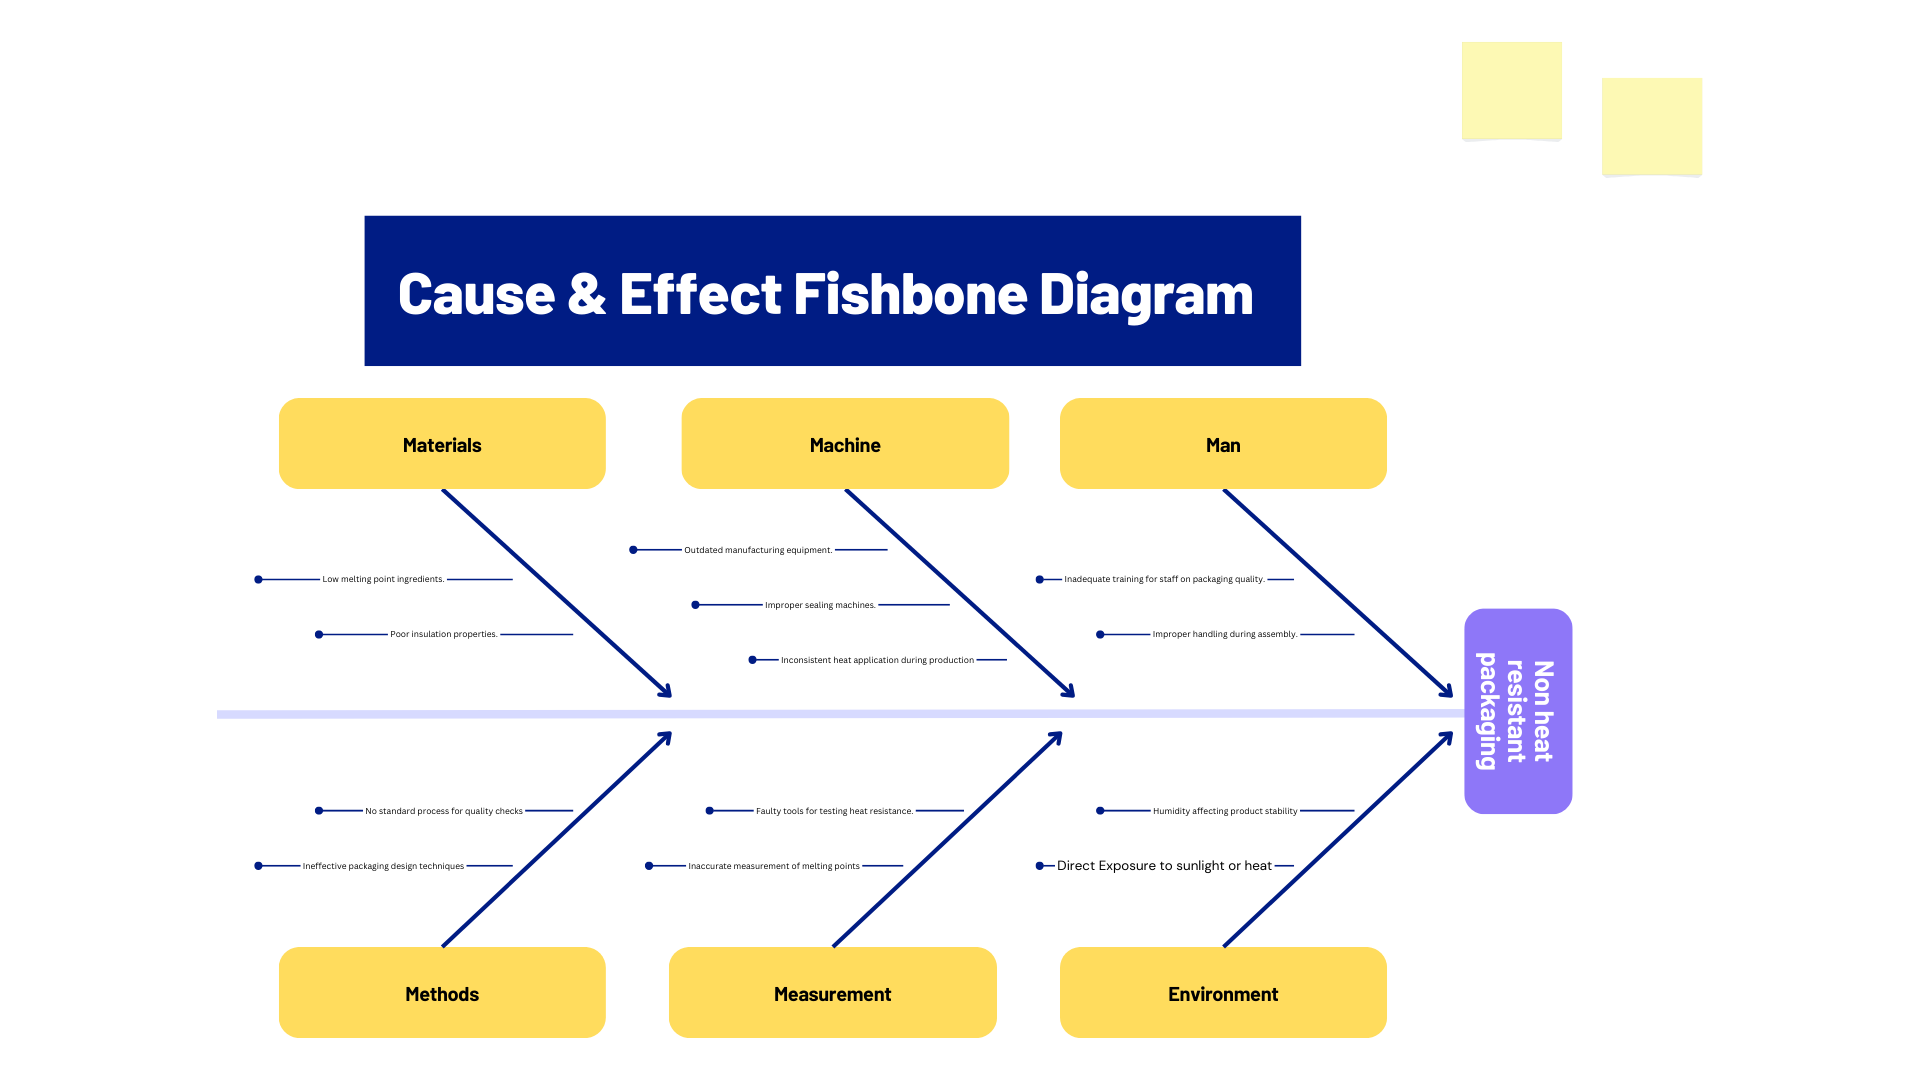 Cause & Effect Fishbone Diagram
Materials
Machine
Man
Outdated manufacturing equipment.
Low melting point ingredients.
Inadequate training for staff on packaging quality.
Improper sealing machines.
Poor insulation properties.
Improper handling during assembly.
Inconsistent heat application during production
Non heat
resistant
packaging
No standard process for quality checks
Faulty tools for testing heat resistance.
Humidity affecting product stability
Ineffective packaging design techniques
Inaccurate measurement of melting points
Direct Exposure to sunlight or heat
Methods
Measurement
Environment